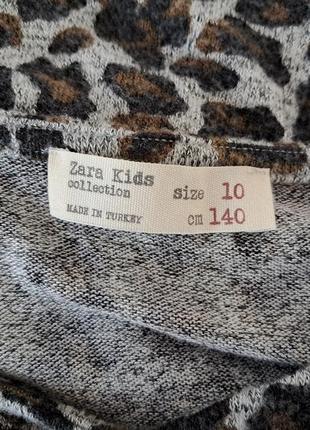 Zara Kids
collection
size 10
MADE IN TURKEY
cm 140